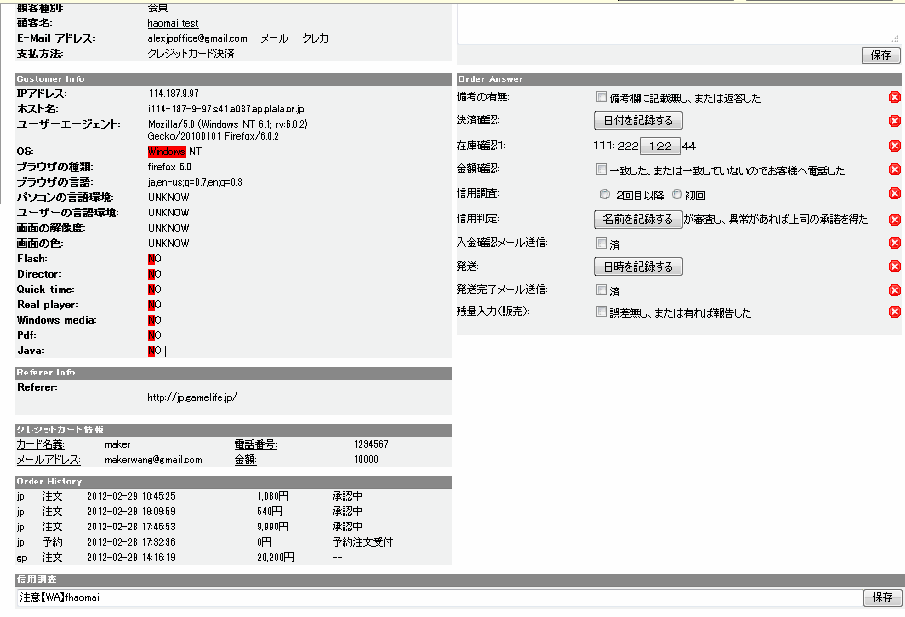 顧客種別: 会員
顧客名: haomai test
E-Mail アドレス: alexjpoffice@gmail.com メール クレカ
支払方法: クレジットカード決済
保存
Customer Info
IPアドレス: 114.187.9.97
ホスト名: i114-187-9-97.s41.a037.ap.plala.or.jp
ユーザーエージェント: Mozilla/5.0 (Windows NT 6.1; rv:6.0.2)
Gecko/20100101 Firefox/6.0.2
OS: Windows NT
ブラウザの種類: firefox 6.0
ブラウザの言語: ja,en-us;q=0.7,en;q=0.3
パソコンの言語環境: UNKNOW
ユーザーの言語環境: UNKNOW
画面の解像度: UNKNOW
画面の色: UNKNOW
Flash: NO
Director: NO
Quick time: NO
Real player: NO
Windows media: NO
Pdf: NO
Java: NO
Referer Info
Referer:
http://jp.gamelife.jp/
クレジットカード情報
カード名義: maker 電話番号: 1234567
メールアドレス: makerwang@gmail.com 金額: 10000
Order History
jp 注文 2012-02-29 10:45:25 1,080円 承認中
jp 注文 2012-02-28 18:09:59 540円 承認中
jp 注文 2012-02-28 17:46:53 9,990円 承認中
jp 予約 2012-02-28 17:32:36 0円 予約注文受付
gp 注文 2012-02-28 14:16:19 20,200円 --
Order Answer
備考の有無: 備考欄に記載無し、または返答した
決済確認: 日付を記録する
在庫確認1: 111: 222 1:22 44
金額確認: 一致した、または一致していないのでお客様へ電話した
信用調査: 2回目以降 初回
信用判定: 名前を記録する が審査し、異常があれば上司の承諾を得た
入金確認メール送信: 済
発送: 日時を記録する
発送完了メール送信: 済
残量入力(販売): 誤差無し、または有れば報告した
信用調査
注意【WA】fhaomai 保存